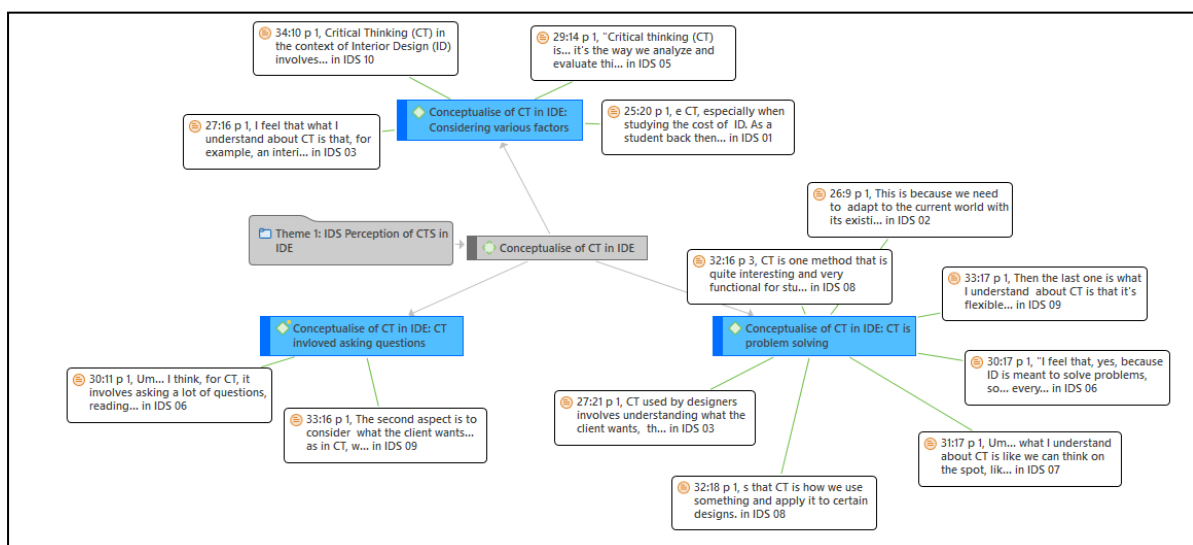 34:10 p 1, Critical Thinking (CT) in
the context of Interior Design (ID)
involves... in IDS 10
29:14 p 1, "Critical thinking (CT)
is... it's the way we analyze and
evaluate thi... in IDS 05
Conceptualise of CT in IDE:
Considering various factors
27:16 p 1, I feel that what I
understand about CT is that, for
example, an interi... in IDS 03
25:20 p 1, e CT, especially when
studying the cost of ID. As a
student back then... in IDS 01
26:9 p 1, This is because we need
to adapt to the current world with
its existi... in IDS 02
Theme 1: IDS Perception of CTS in
IDE
Conceptualise of CT in IDE
32:16 p 3, CT is one method that is
quite interesting and very
functional for stu... in IDS 08
33:17 p 1, Then the last one is what
I understand about CT is that it's
flexible... in IDS 09
Conceptualise of CT in IDE: CT
invloved asking questions
Conceptualise of CT in IDE: CT is
problem solving
30:11 p 1, Um... I think, for CT, it
involves asking a lot of questions,
reading... in IDS 06
30:17 p 1, "I feel that, yes, because
ID is meant to solve problems,
so... every... in IDS 06
33:16 p 1, The second aspect is to
consider what the client wants...
as in CT, w... in IDS 09
27:21 p 1, CT used by designers
involves understanding what the
client wants, th... in IDS 03
31:17 p 1, Um... what I understand
about CT is like we can think on
the spot, lik... in IDS 07
32:18 p 1, s that CT is how we use
something and apply it to certain
designs. in IDS 08